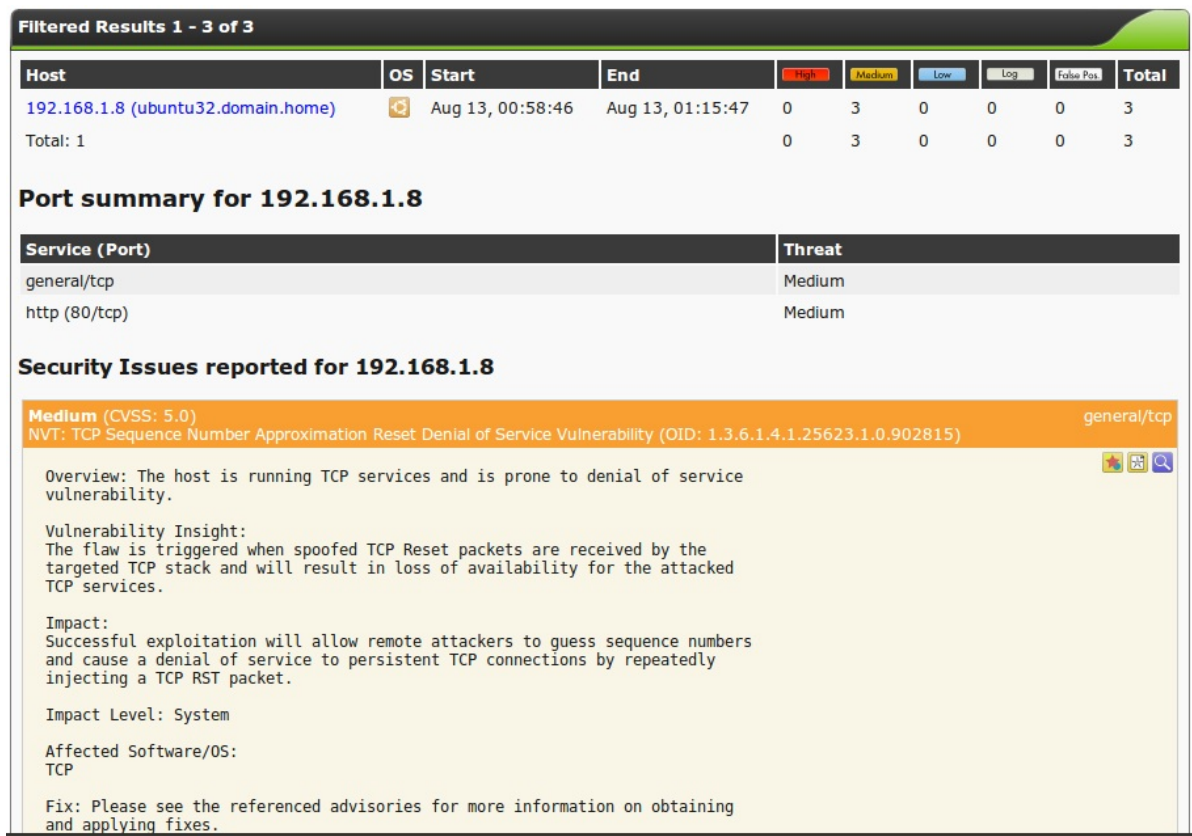 Filtered Results 1 - 3 of 3
Host OS Start End High Medium Low Log False Pos. Total
192.168.1.8 (ubuntu32.domain.home) Aug 13, 00:58:46 Aug 13, 01:15:47 0 3 0 0 0 3
Total: 1 0 3 0 0 0 3
Port summary for 192.168.1.8
Service (Port) Threat
general/tcp Medium
http (80/tcp) Medium
Security Issues reported for 192.168.1.8
Medium (CVSS: 5.0) general/tcp
NVT: TCP Sequence Number Approximation Reset Denial of Service Vulnerability (OID: 1.3.6.1.4.1.25623.1.0.902815)
Overview: The host is running TCP services and is prone to denial of service
vulnerability.
Vulnerability Insight:
The flaw is triggered when spoofed TCP Reset packets are received by the
targeted TCP stack and will result in loss of availability for the attacked
TCP services.
Impact:
Successful exploitation will allow remote attackers to guess sequence numbers
and cause a denial of service to persistent TCP connections by repeatedly
injecting a TCP RST packet.
Impact Level: System
Affected Software/OS:
TCP
Fix: Please see the referenced advisories for more information on obtaining
and applying fixes.